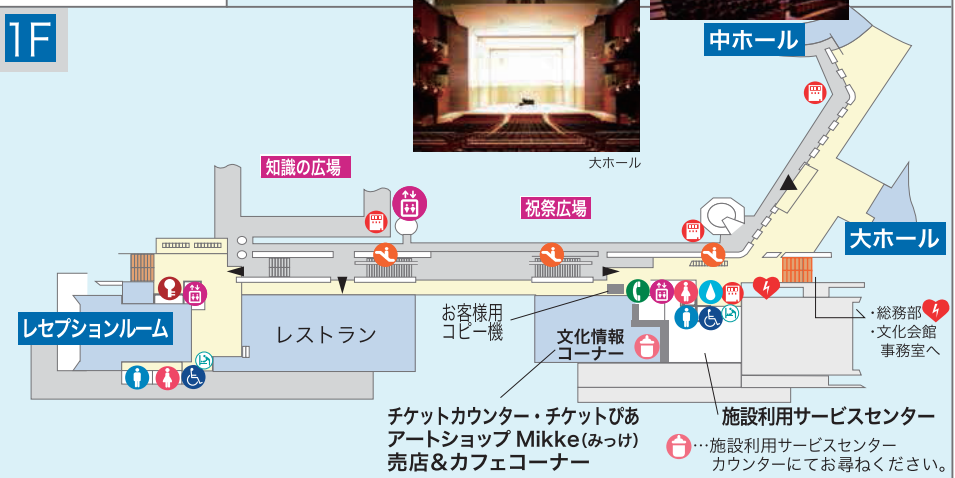 1F
中ホール
大ホール
知識の広場
祝祭広場
大ホール
レセプションルーム
レストラン
お客様用
コピー機
文化情報
コーナー
・総務部
・文化会館
事務室へ
チケットカウンター・チケットぴあ
アートショップ Mikke(みっけ)
売店&カフェコーナー
施設利用サービスセンター
…施設利用サービスセンター
カウンターにてお尋ねください。